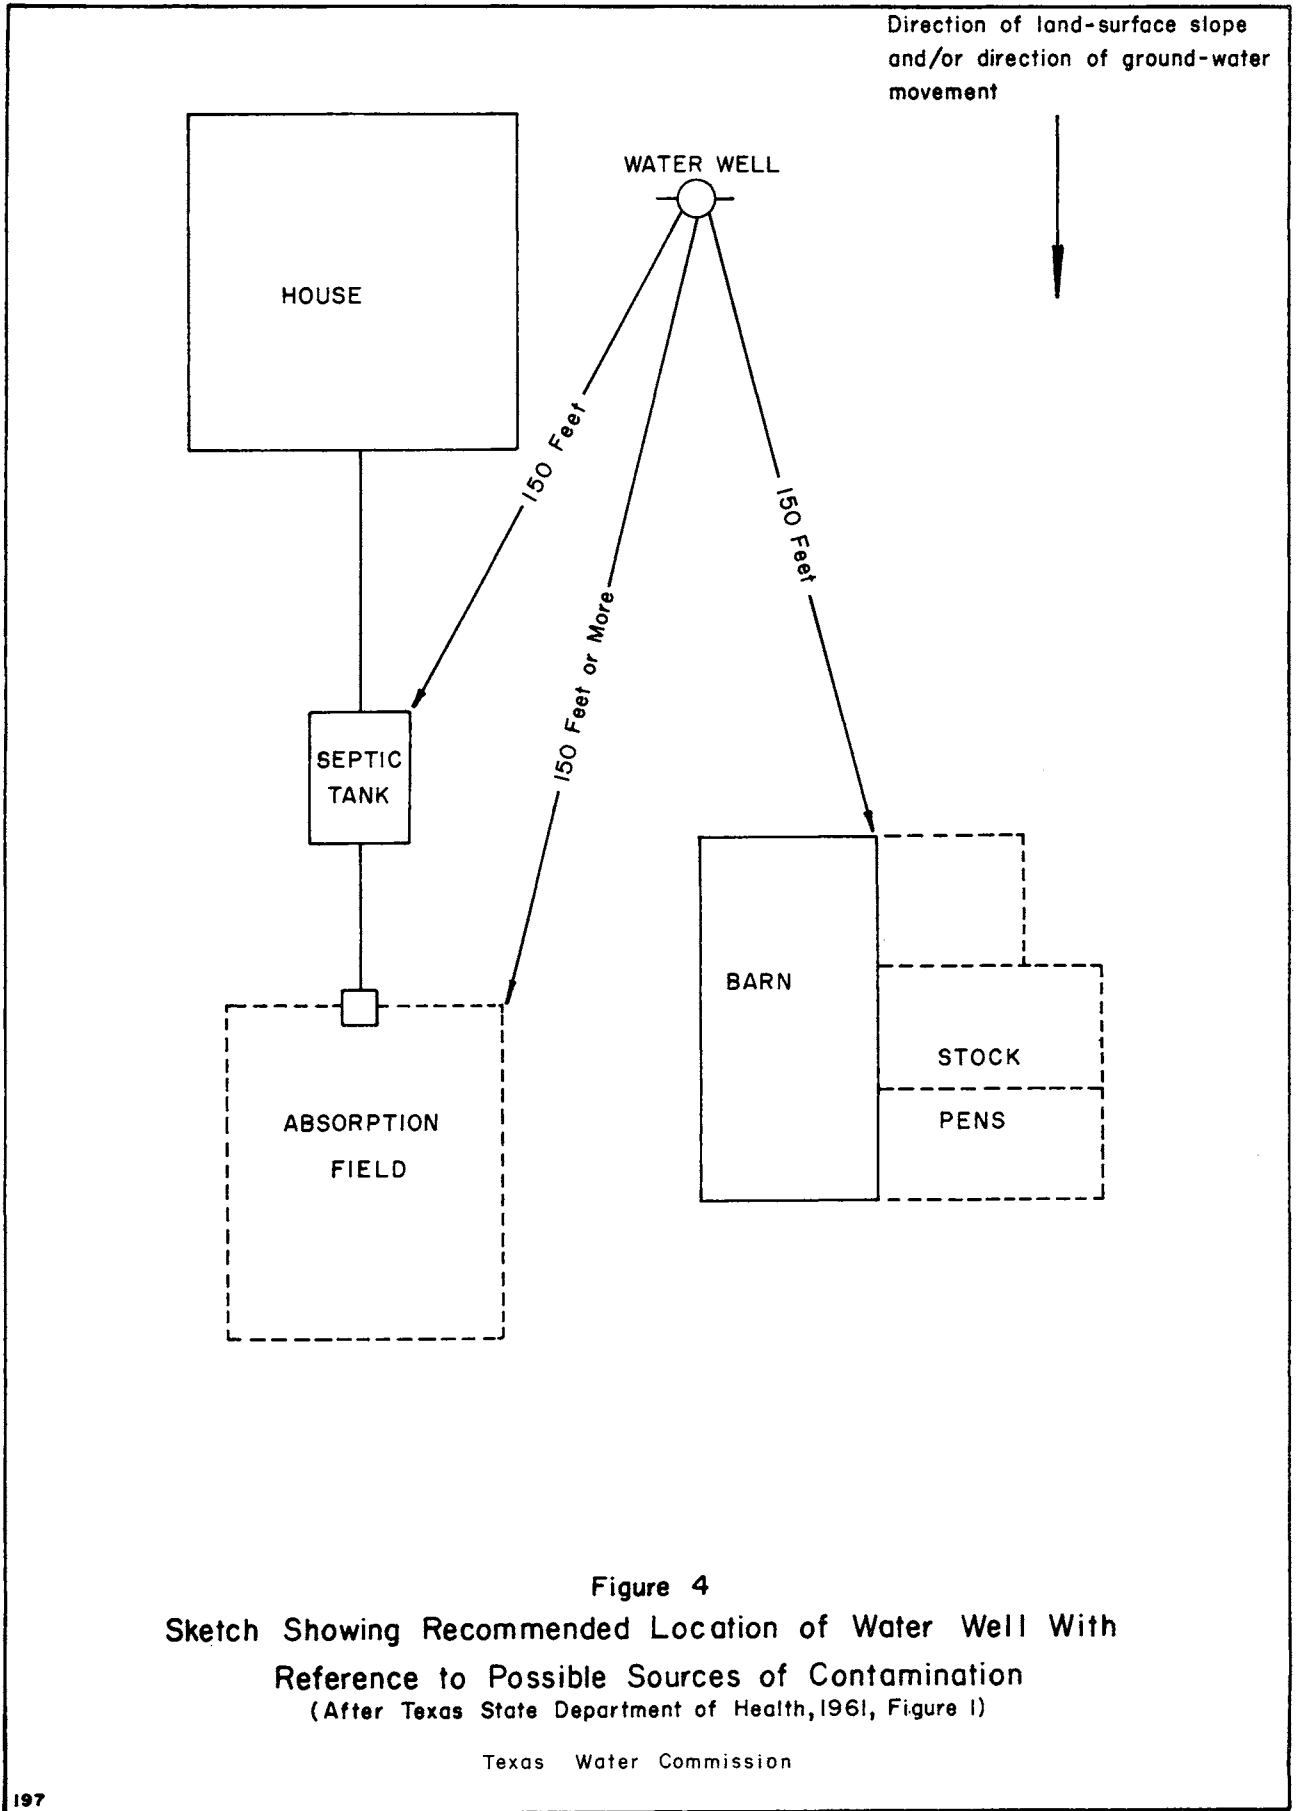 Direction of land-surface slope
and/or direction of ground-water
movement
WATER WELL
HOUSE
150 Feet
150 Feet or More
150 Feet
SEPTIC
TANK
BARN
STOCK
PENS
ABSORPTION
FIELD
Figure 4
Sketch Showing Recommended Location of Water Well With
Reference to Possible Sources of Contamination
(After Texas State Department of Health, 1961, Figure 1)
Texas Water Commission
197